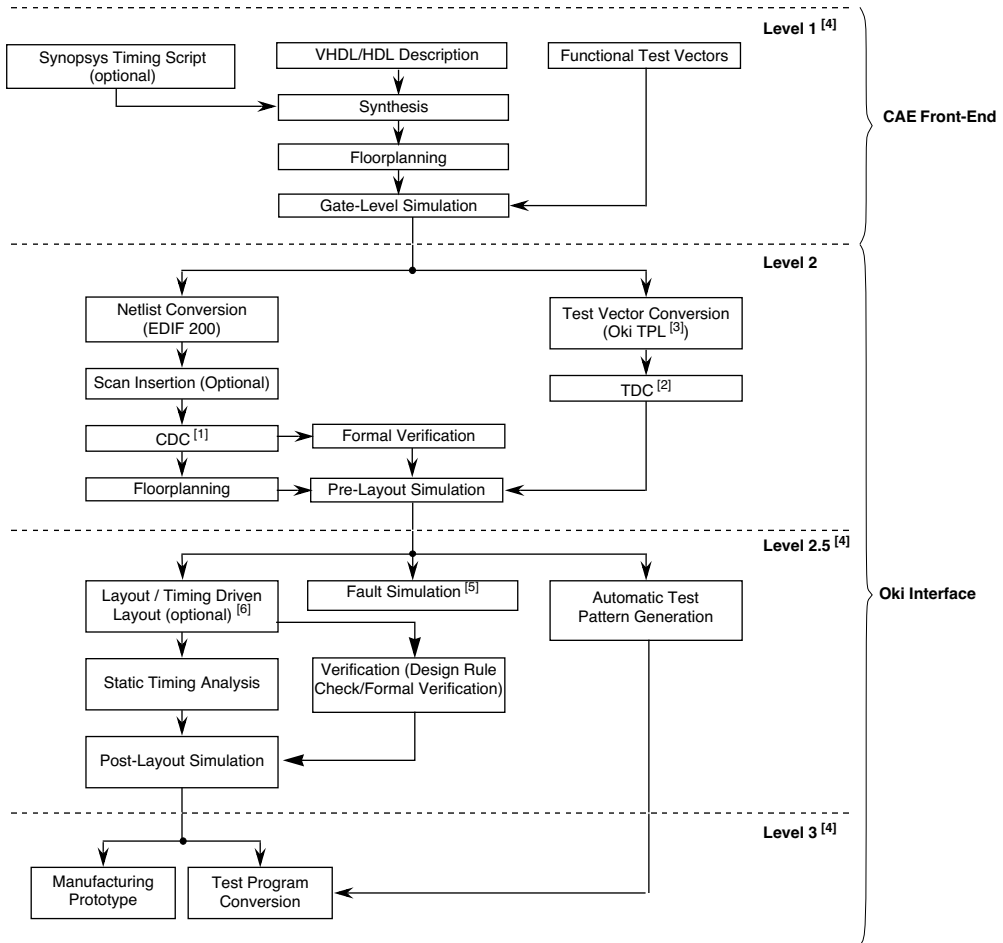 Level 1 [4]
Synopsys Timing Script
(optional)
VHDL/HDL Description
Functional Test Vectors
Synthesis
CAE Front-End
Floorplanning
Gate-Level Simulation
Level 2
Netlist Conversion
(EDIF 200)
Test Vector Conversion
(Oki TPL [3])
Scan Insertion (Optional)
TDC [2]
CDC [1]
Formal Verification
Floorplanning
Pre-Layout Simulation
Level 2.5 [4]
Layout / Timing Driven
Layout (optional) [6]
Fault Simulation [5]
Automatic Test
Pattern Generation
Oki Interface
Static Timing Analysis
Verification (Design Rule
Check/Formal Verification)
Post-Layout Simulation
Level 3 [4]
Manufacturing
Prototype
Test Program
Conversion